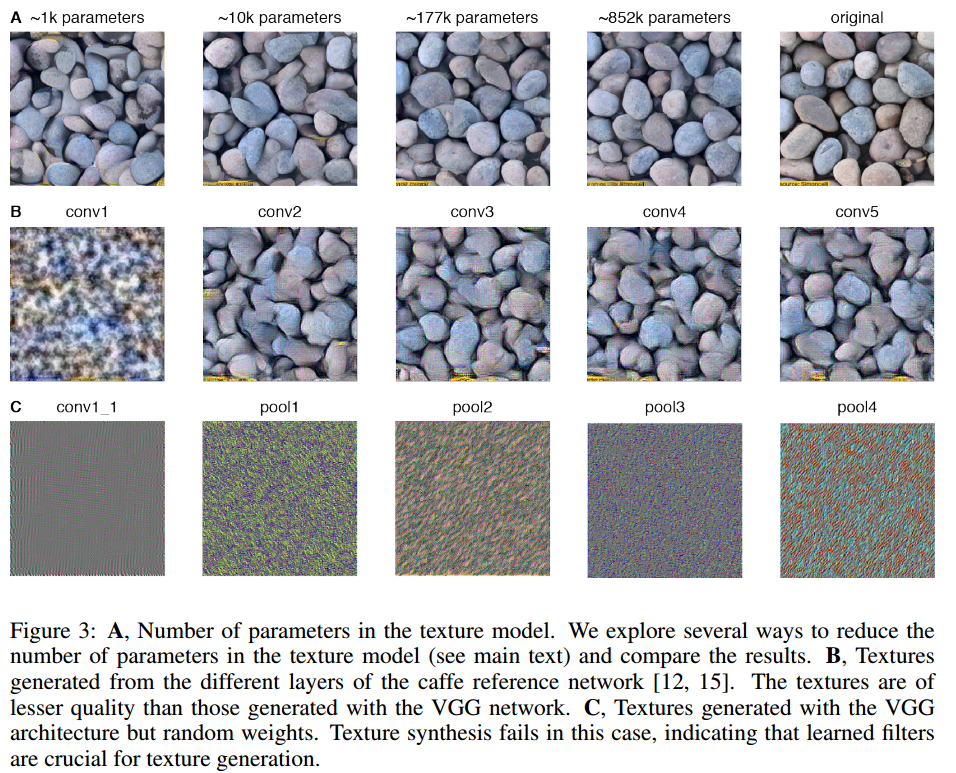 A ~1k parameters ~10k parameters ~177k parameters ~852k parameters original
source: Simoncelli
B conv1 conv2 conv3 conv4 conv5
C conv1_1 pool1 pool2 pool3 pool4
Figure 3: A, Number of parameters in the texture model. We explore several ways to reduce the
number of parameters in the texture model (see main text) and compare the results. B, Textures
generated from the different layers of the caffe reference network [12, 15]. The textures are of
lesser quality than those generated with the VGG network. C, Textures generated with the VGG
architecture but random weights. Texture synthesis fails in this case, indicating that learned filters
are crucial for texture generation.